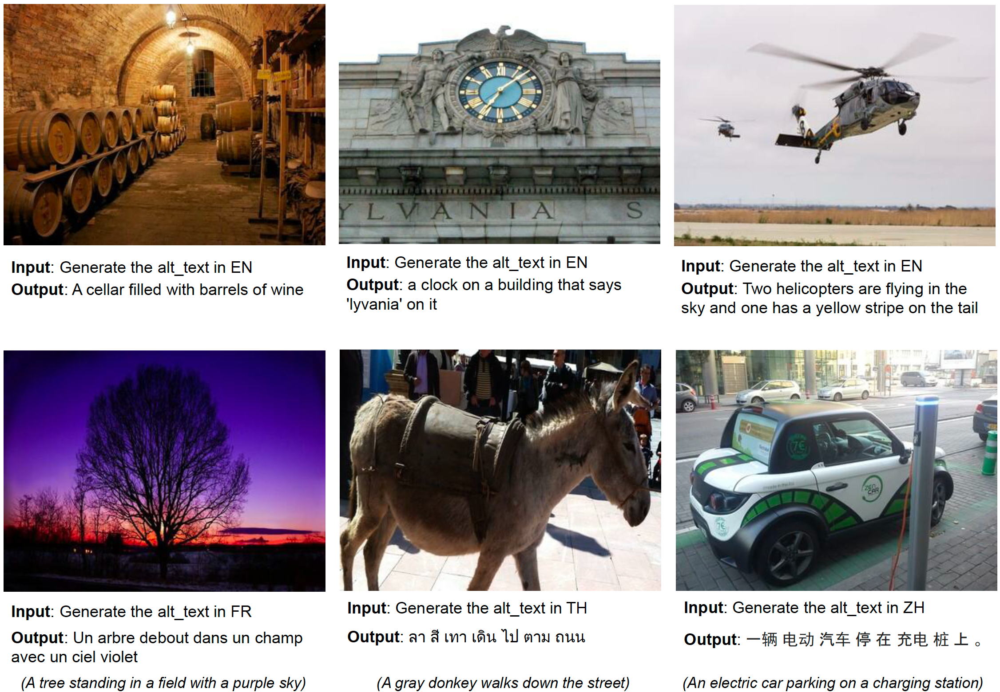 YLVANIA S
Input: Generate the alt_text in EN
Output: A cellar filled with barrels of wine
Input: Generate the alt_text in EN
Output: a clock on a building that says
'lyvania' on it
Input: Generate the alt_text in EN
Output: Two helicopters are flying in the
sky and one has a yellow stripe on the tail
7€
ZEN
CAR
7€
Input: Generate the alt_text in FR
Output: Un arbre debout dans un champ
avec un ciel violet
(A tree standing in a field with a purple sky)
Input: Generate the alt_text in TH
Output: ลา สี เทา เดิน ไป ตาม ถนน
(A gray donkey walks down the street)
Input: Generate the alt_text in ZH
Output: 一辆 电动 汽车 停 在 充电 桩 上 。
(An electric car parking on a charging station)